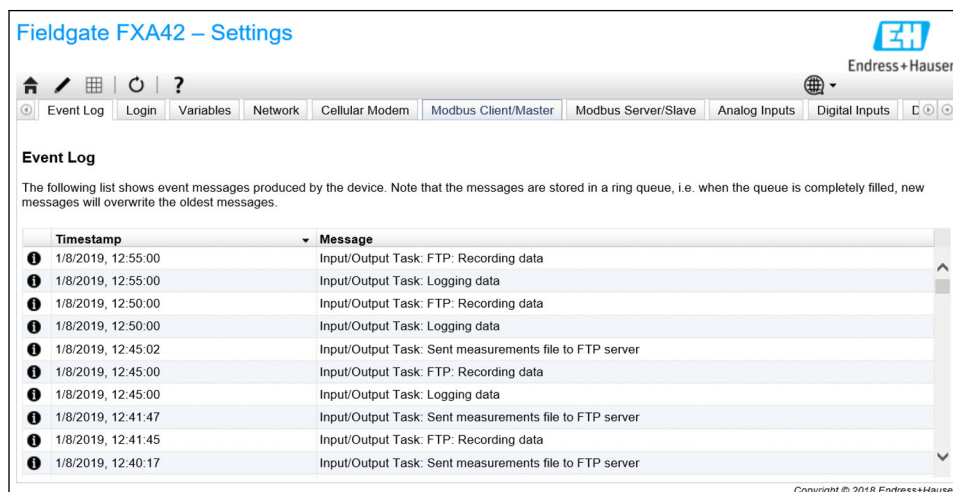 Fieldgate FXA42 – Settings
EH
Endress+Hauser
?
Event Log Login Variables Network Cellular Modem Modbus Client/Master Modbus Server/Slave Analog Inputs Digital Inputs D
Event Log
The following list shows event messages produced by the device. Note that the messages are stored in a ring queue, i.e. when the queue is completely filled, new
messages will overwrite the oldest messages.
Timestamp Message
1/8/2019, 12:55:00 Input/Output Task: FTP: Recording data
1/8/2019, 12:55:00 Input/Output Task: Logging data
1/8/2019, 12:50:00 Input/Output Task: FTP: Recording data
1/8/2019, 12:50:00 Input/Output Task: Logging data
1/8/2019, 12:45:02 Input/Output Task: Sent measurements file to FTP server
1/8/2019, 12:45:00 Input/Output Task: FTP: Recording data
1/8/2019, 12:45:00 Input/Output Task: Logging data
1/8/2019, 12:41:47 Input/Output Task: Sent measurements file to FTP server
1/8/2019, 12:41:45 Input/Output Task: FTP: Recording data
1/8/2019, 12:40:17 Input/Output Task: Sent measurements file to FTP server
Copyright © 2018 Endress+Hauser